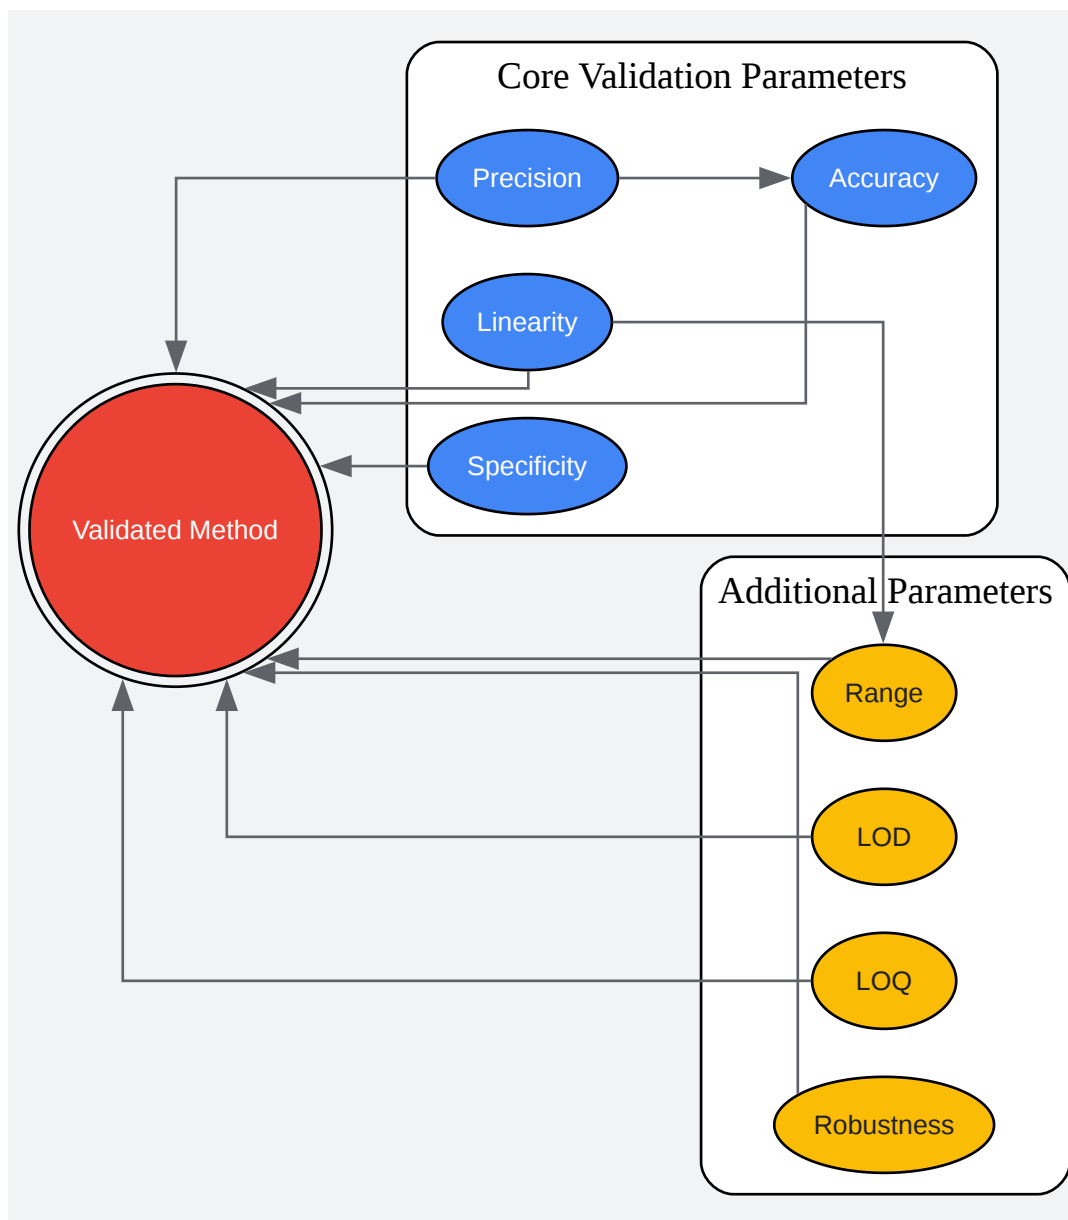 Core Validation Parameters
Precision
Accuracy
Linearity
Specificity
Validated Method
Additional Parameters
Range
LOD
LOQ
Robustness